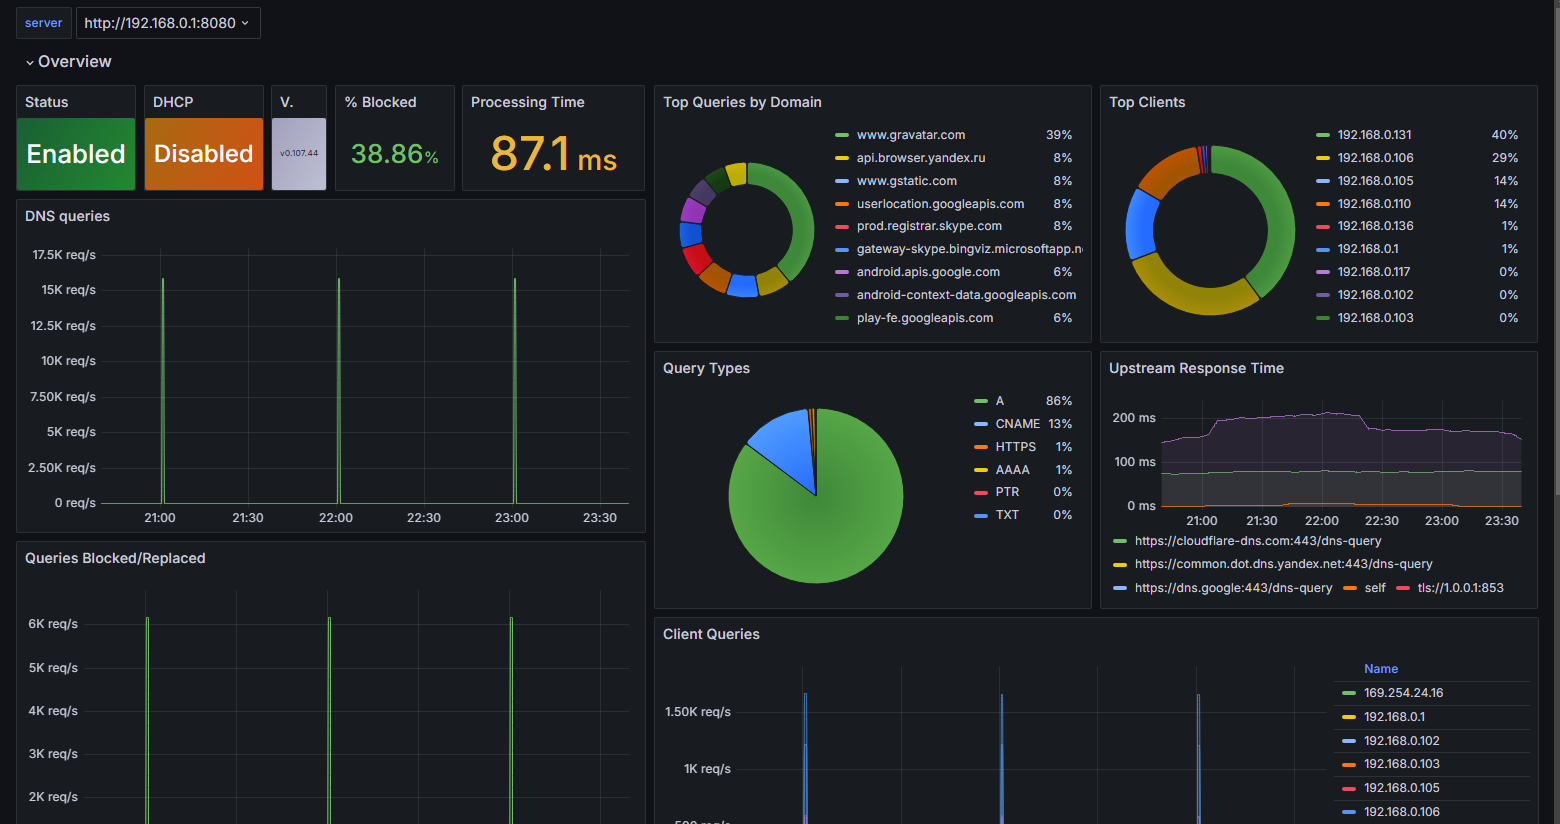 server
http://192.168.0.1:8080
Overview
Status
Enabled
DHCP
Disabled
V.
v0.107.44
% Blocked
38.86%
Processing Time
87.1 ms
DNS queries
17.5K req/s
15K req/s
12.5K req/s
10K req/s
7.50K req/s
5K req/s
2.50K req/s
0 req/s
21:00 21:30 22:00 22:30 23:00 23:30
Queries Blocked/Replaced
6K req/s
5K req/s
4K req/s
3K req/s
2K req/s
Top Queries by Domain
www.gravatar.com 39%
api.browser.yandex.ru 8%
www.gstatic.com 8%
userlocation.googleapis.com 8%
prod.registrar.skype.com 8%
gateway-skype.bingviz.microsoftapp.n
android.apis.google.com 6%
android-context-data.googleapis.com
play-fe.googleapis.com 6%
Top Clients
192.168.0.131 40%
192.168.0.106 29%
192.168.0.105 14%
192.168.0.110 14%
192.168.0.136 1%
192.168.0.1 1%
192.168.0.117 0%
192.168.0.102 0%
192.168.0.103 0%
Query Types
A 86%
CNAME 13%
HTTPS 1%
AAAA 1%
PTR 0%
TXT 0%
Upstream Response Time
200 ms
100 ms
0 ms
21:00 21:30 22:00 22:30 23:00 23:30
https://cloudflare-dns.com:443/dns-query
https://common.dot.dns.yandex.net:443/dns-query
https://dns.google:443/dns-query self tls://1.0.0.1:853
Client Queries
1.50K req/s
1K req/s
500 req/s
Name
169.254.24.16
192.168.0.1
192.168.0.102
192.168.0.103
192.168.0.105
192.168.0.106